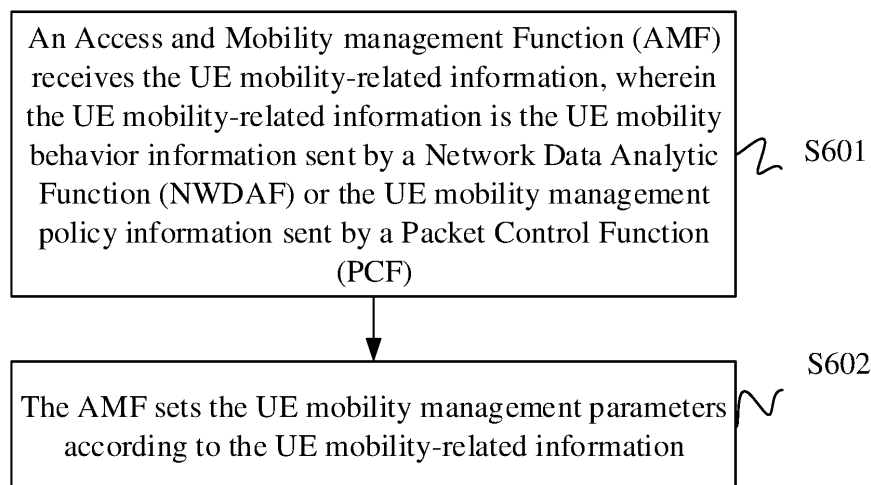 An Access and Mobility management Function (AMF)
receives the UE mobility-related information, wherein
the UE mobility-related information is the UE mobility
behavior information sent by a Network Data Analytic
Function (NWDAF) or the UE mobility management
policy information sent by a Packet Control Function
(PCF)
S601
The AMF sets the UE mobility management parameters
according to the UE mobility-related information
S602